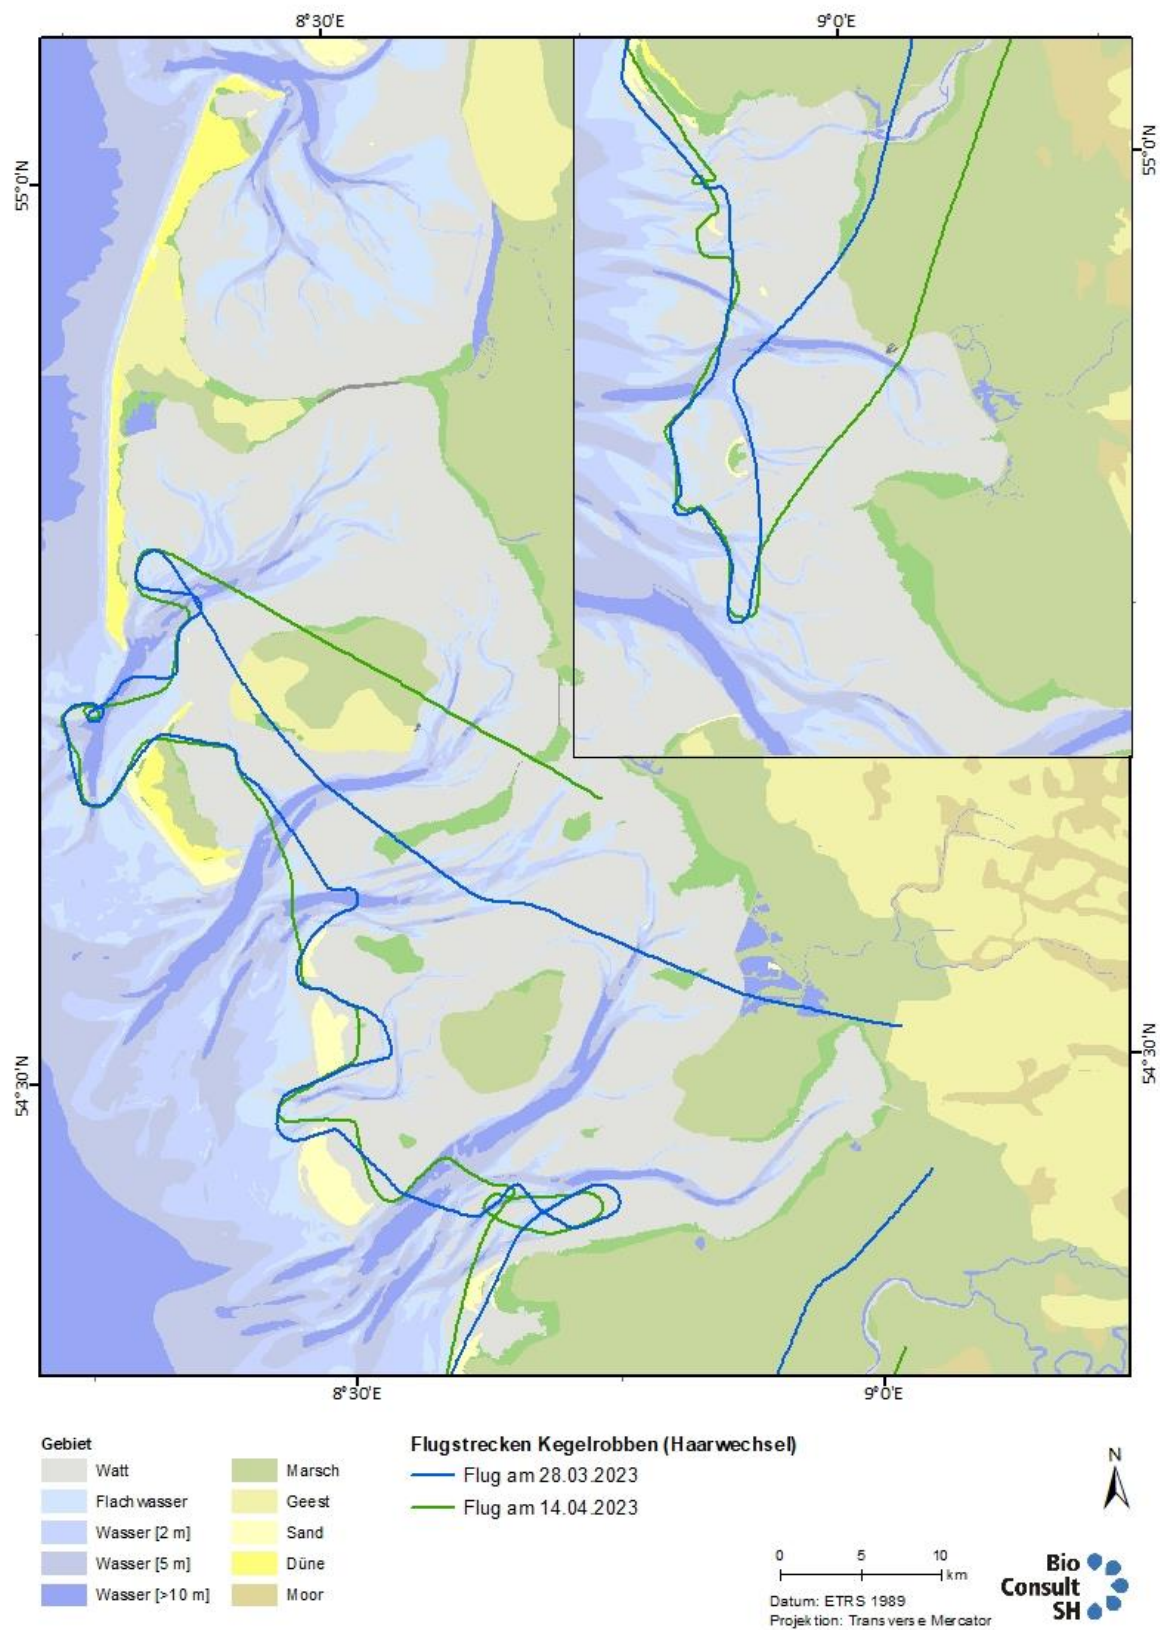 8°30'E
9°0'E
55°0'N
55°0'N
54°30'N
54°30'N
8°30'E
9°0'E
Gebiet
Watt
Flachwasser
Wasser [2 m]
Wasser [5 m]
Wasser [>10 m]
Marsch
Geest
Sand
Düne
Moor
Flugstrecken Kegelrobben (Haarwechsel)
Flug am 28.03.2023
Flug am 14.04.2023
N
0 5 10
km
Datum: ETRS 1989
Projektion: Transverse Mercator
Bio
Consult
SH